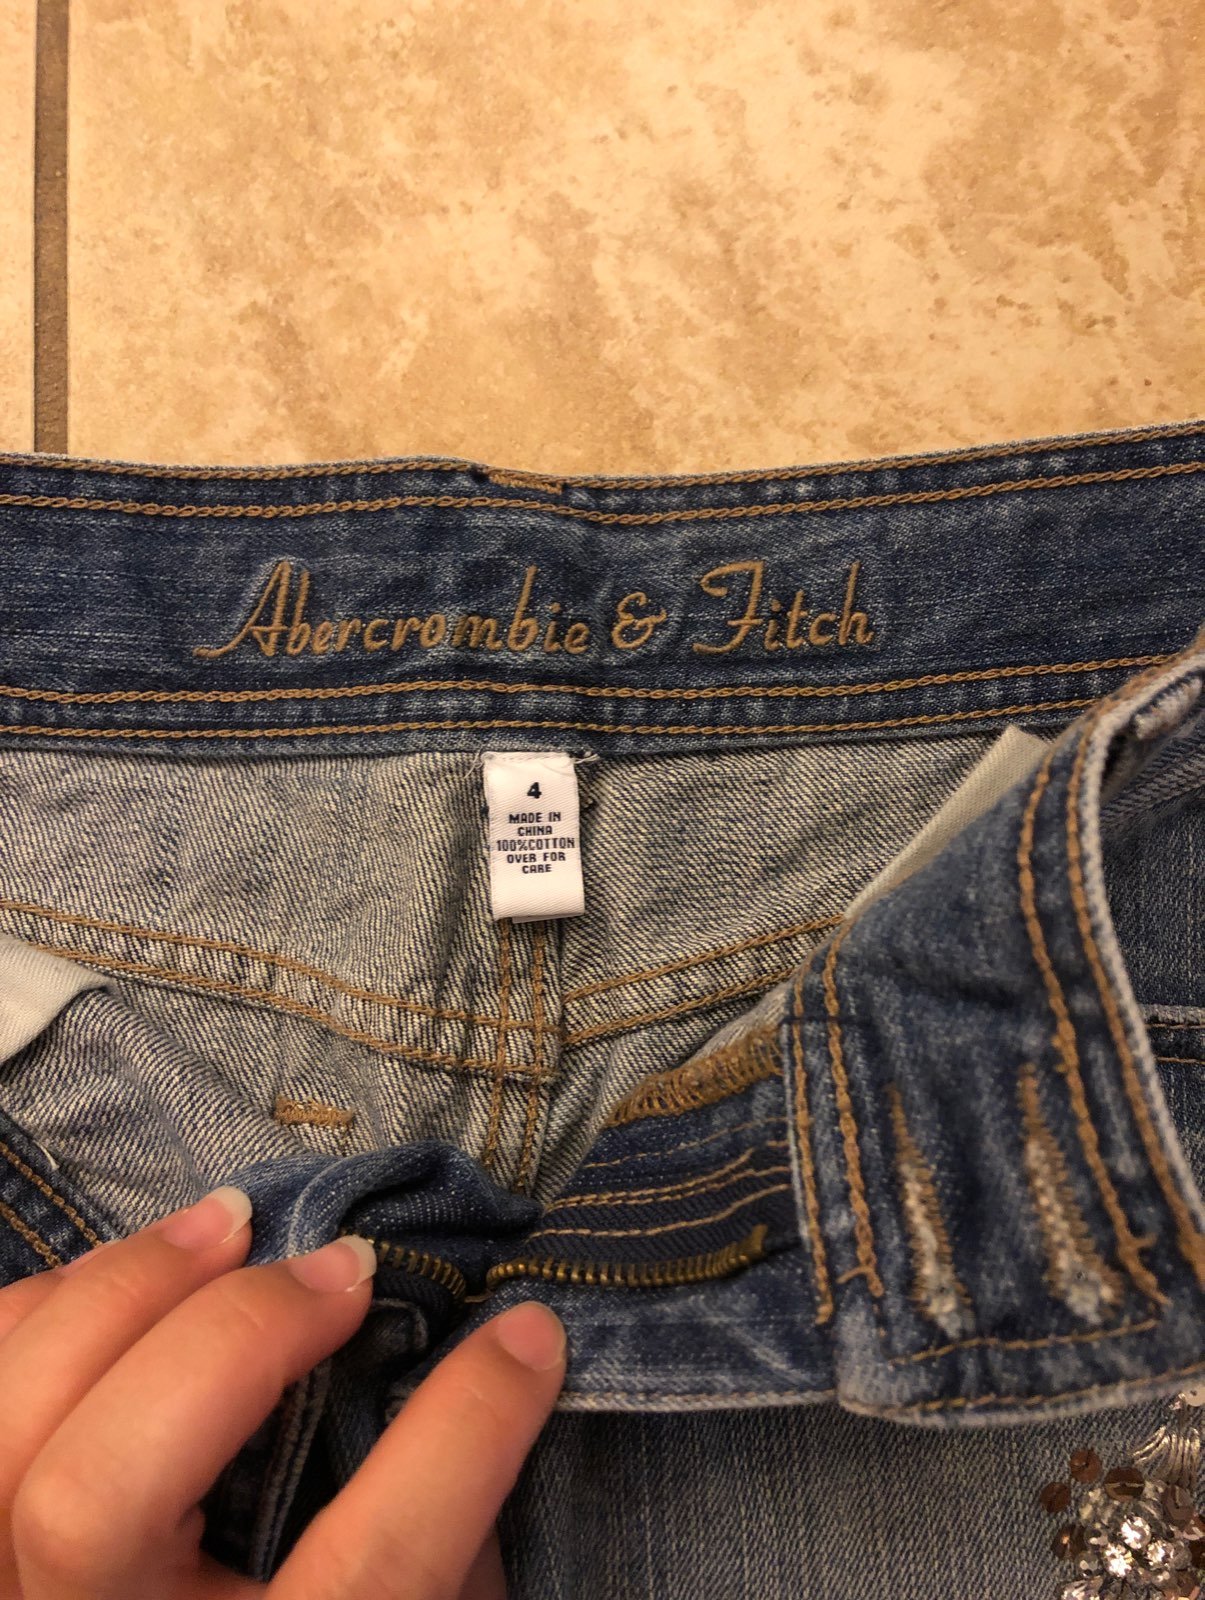 Abercrombie & Fitch
4
MADE IN
CHINA
100%COTTON
OVER FOR
CARE